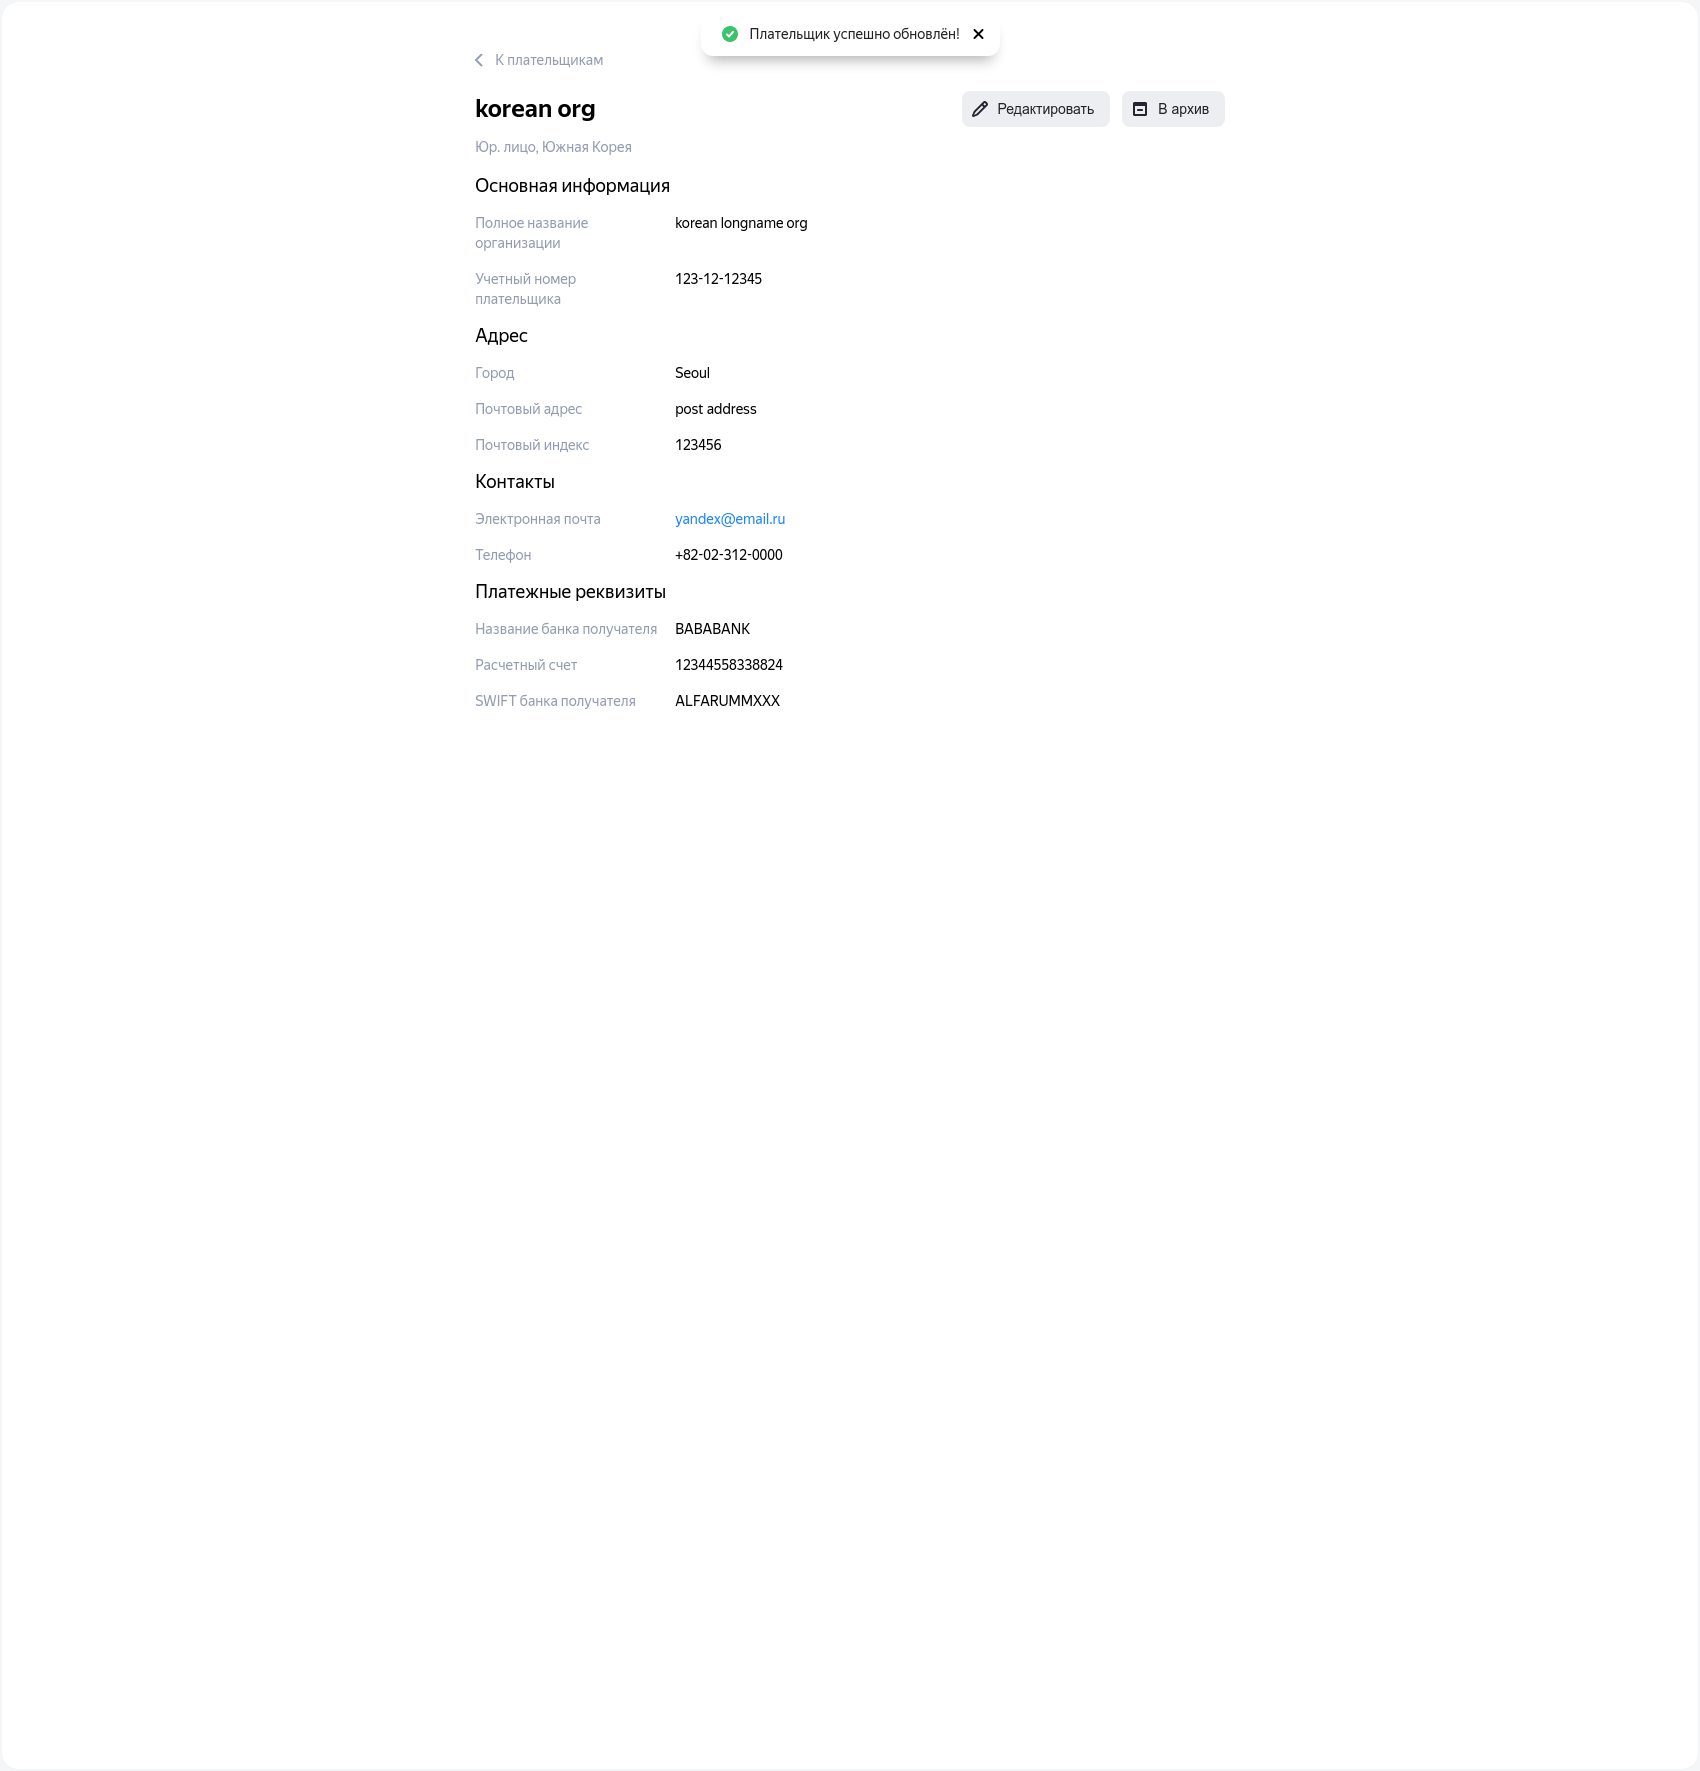 Плательщик успешно обновлён!
К плательщикам
korean org
Редактировать
В архив
Юр. лицо, Южная Корея
Основная информация
Полное название
организации
korean longname org
Учетный номер
плательщика
123-12-12345
Адрес
Город
Seoul
Почтовый адрес
post address
Почтовый индекс
123456
Контакты
Электронная почта
yandex@email.ru
Телефон
+82-02-312-0000
Платежные реквизиты
Название банка получателя
BABABANK
Расчетный счет
12344558338824
SWIFT банка получателя
ALFARUMMXXX